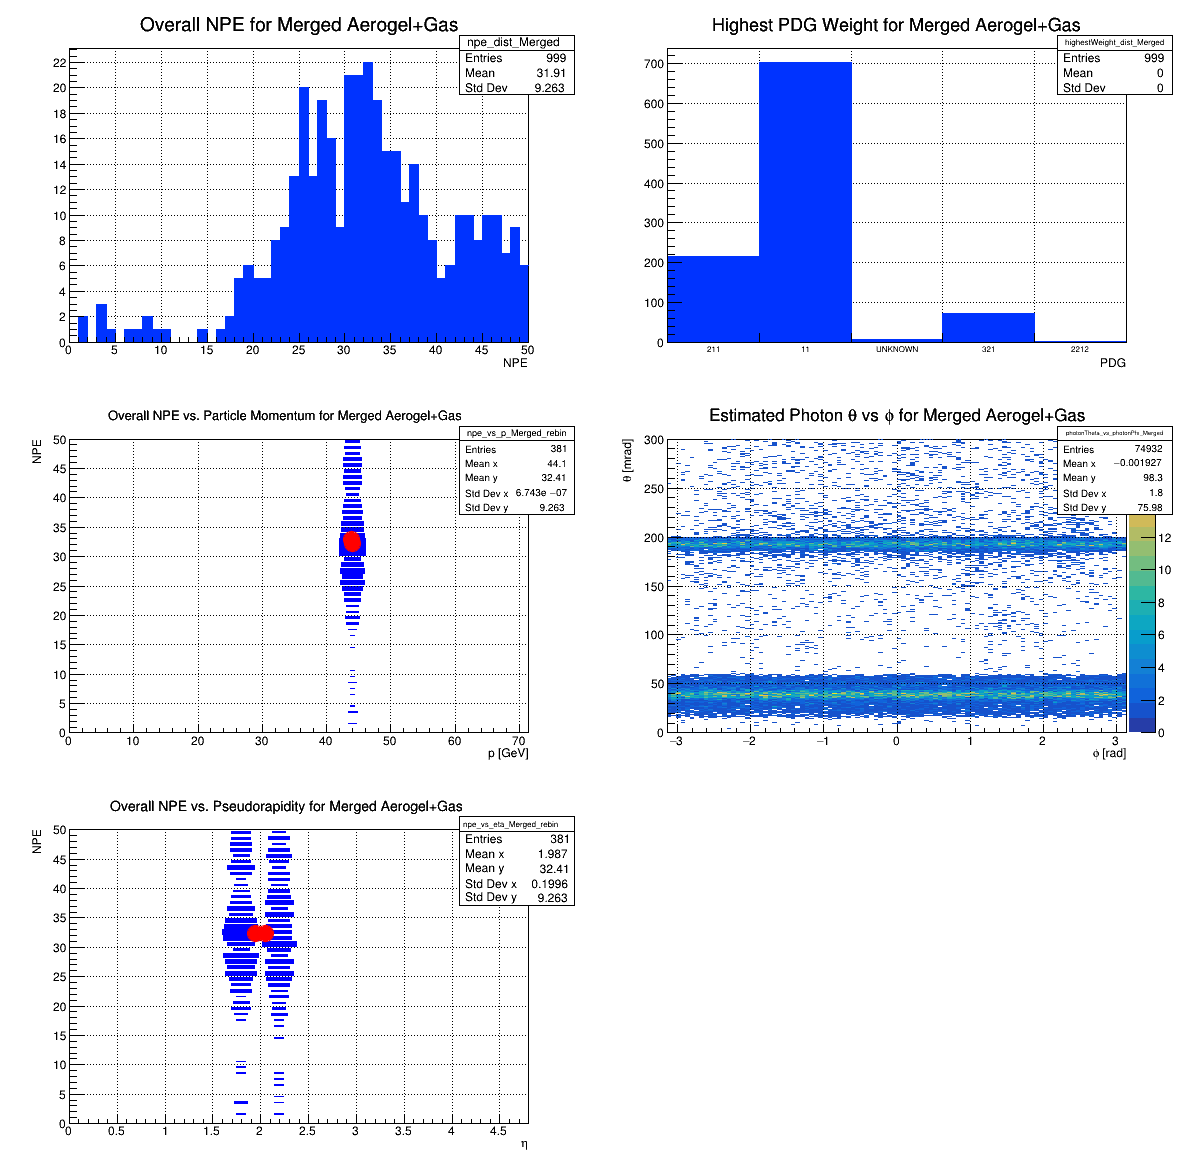 Overall NPE for Merged Aerogel+Gas
npe_dist_Merged
Entries 999
Mean 31.91
Std Dev 9.263
22
20
18
16
14
12
10
8
6
4
2
0
0 5 10 15 20 25 30 35 40 45 50
NPE
Highest PDG Weight for Merged Aerogel+Gas
highestWeight_dist_Merged
Entries 999
Mean 0
Std Dev 0
700
600
500
400
300
200
100
0
211 11 UNKNOWN 321 2212
PDG
Overall NPE vs. Particle Momentum for Merged Aerogel+Gas
npe_vs_p_Merged_rebin
Entries 381
Mean x 44.1
Mean y 32.41
Std Dev x 6.743e −07
Std Dev y 9.263
NPE
50
45
40
35
30
25
20
15
10
5
0
0 10 20 30 40 50 60 70
p [GeV]
Estimated Photon θ vs ϕ for Merged Aerogel+Gas
photonTheta_vs_photonPhi_Merged
Entries 74932
Mean x −0.001927
Mean y 98.3
Std Dev x 1.8
Std Dev y 75.98
θ [mrad]
300
250
200
150
100
50
0
−3 −2 −1 0 1 2 3
ϕ [rad]
12
10
8
6
4
2
0
Overall NPE vs. Pseudorapidity for Merged Aerogel+Gas
npe_vs_eta_Merged_rebin
Entries 381
Mean x 1.987
Mean y 32.41
Std Dev x 0.1996
Std Dev y 9.263
NPE
50
45
40
35
30
25
20
15
10
5
0
0 0.5 1 1.5 2 2.5 3 3.5 4 4.5
η